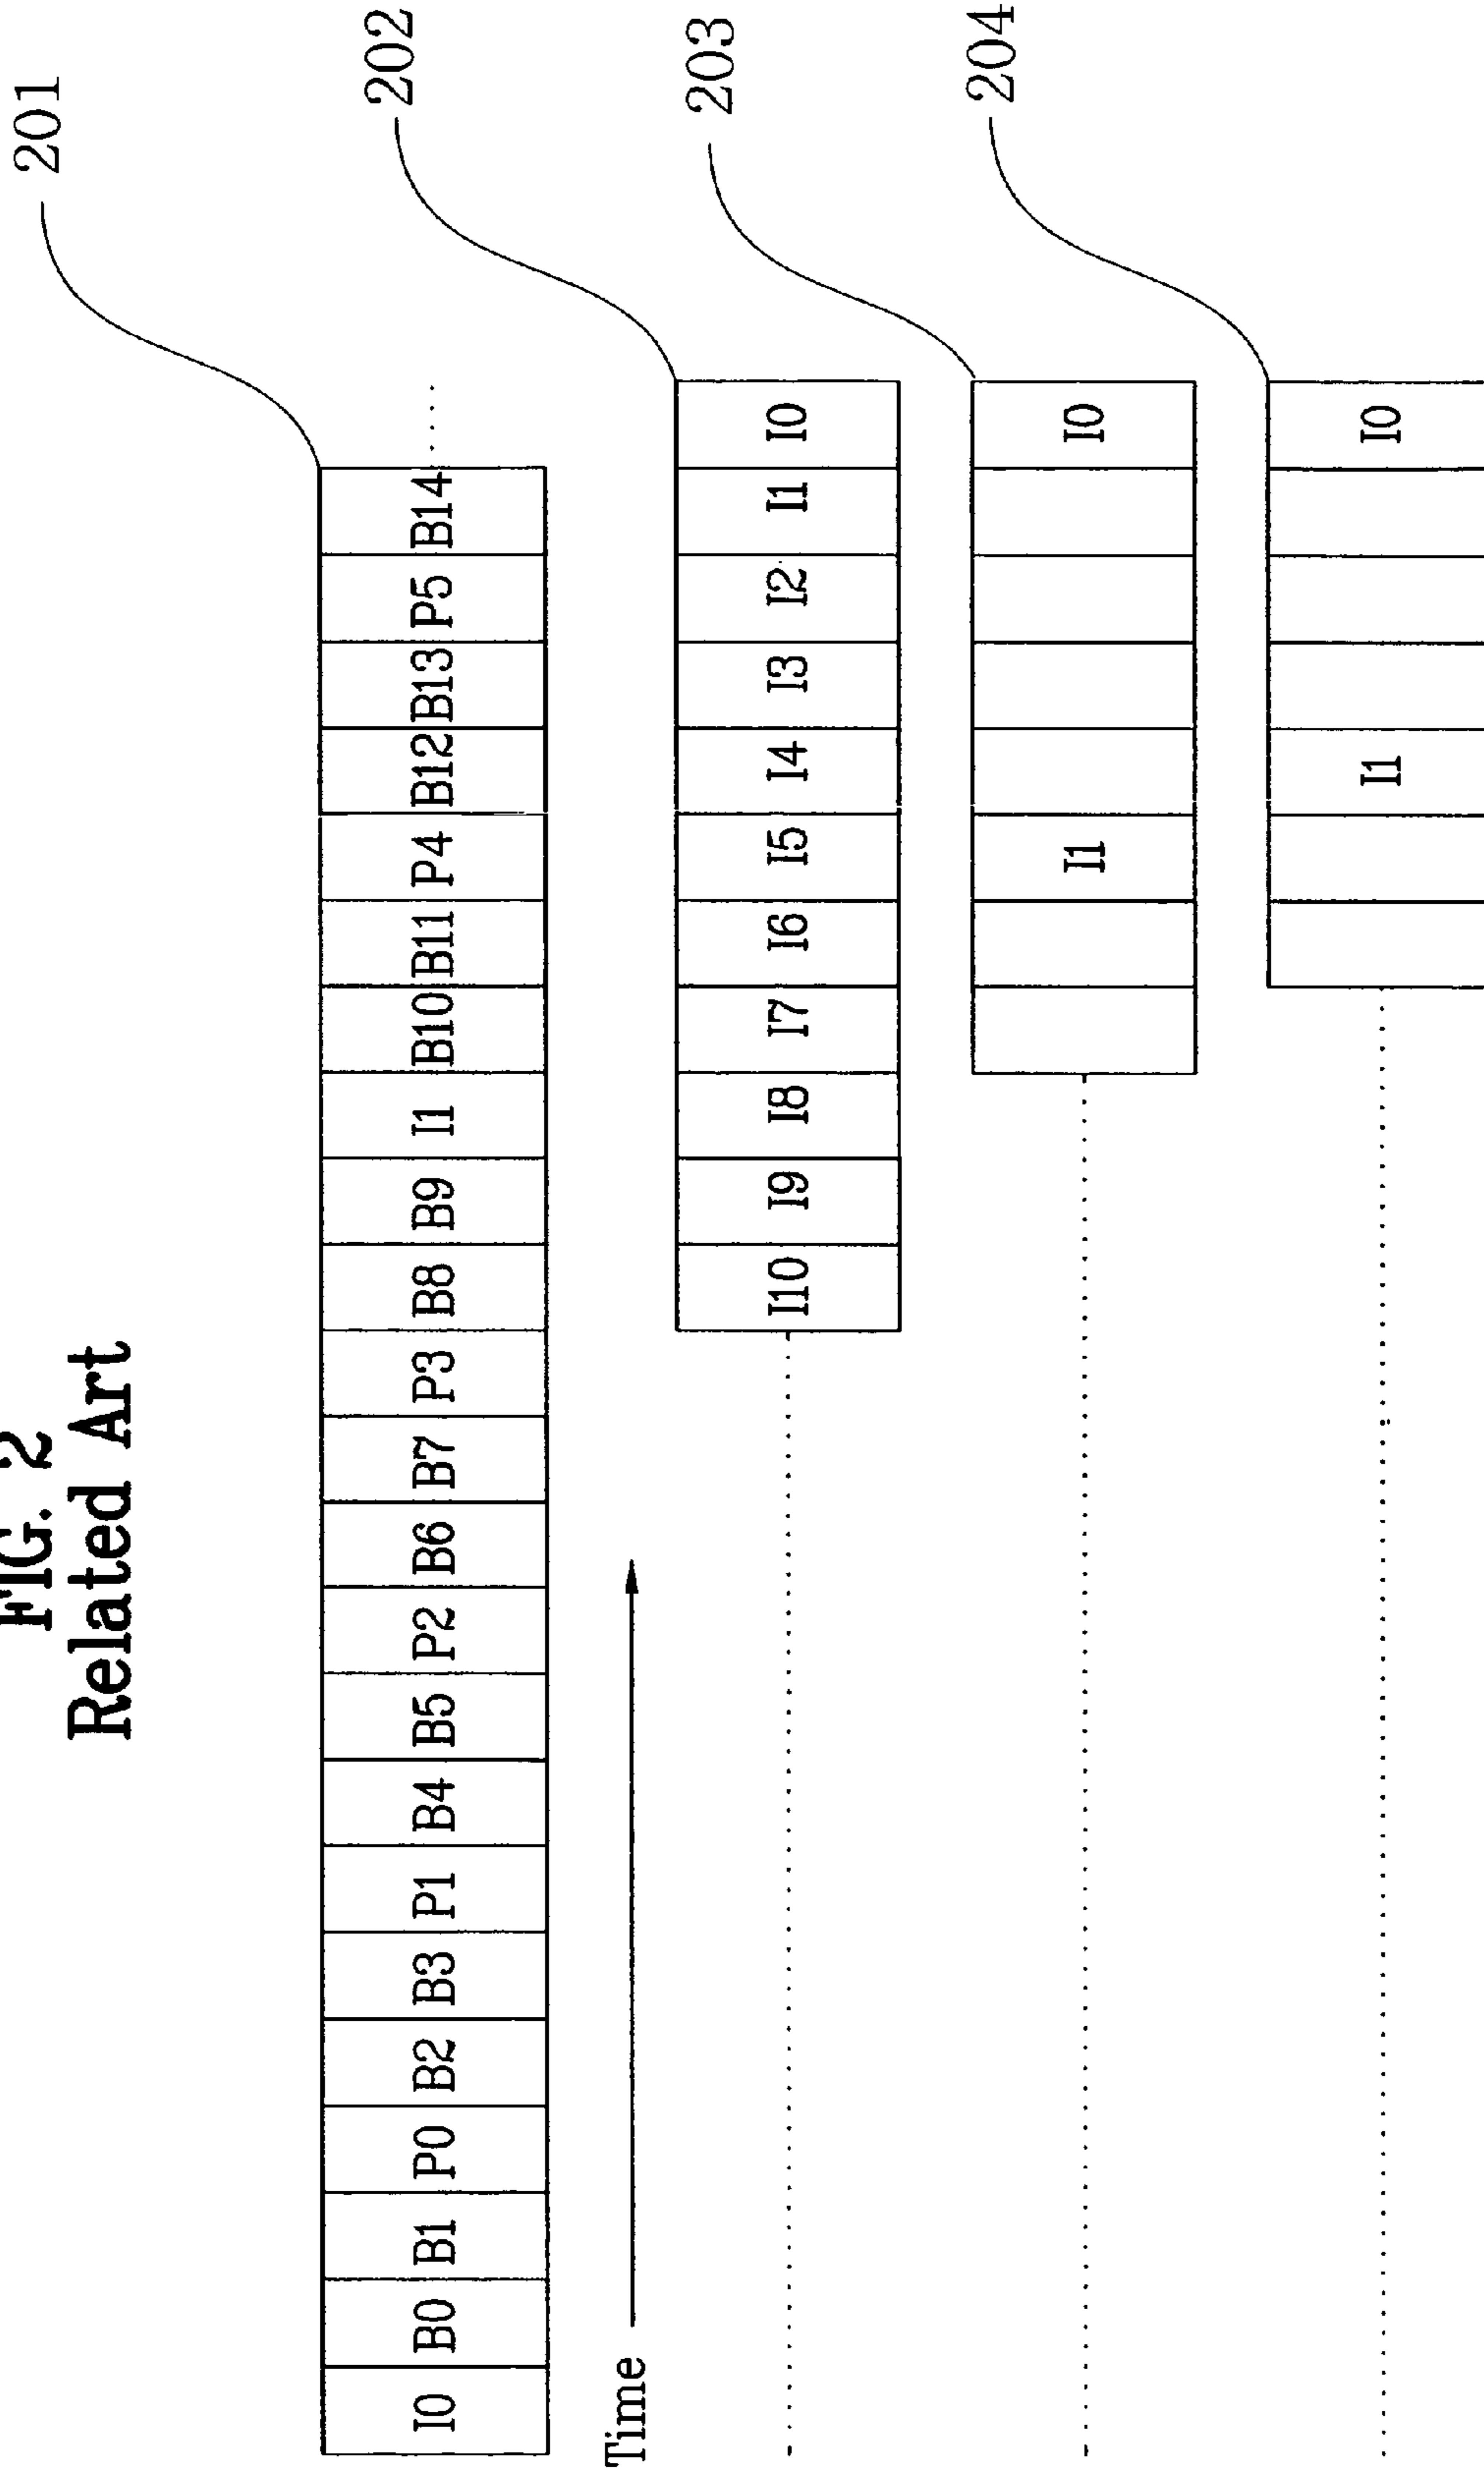 FIG. 2
Related Art
201
I0 B0 B1 P0 B2 B3 P1 B4 B5 P2 B6 B7 P3 B8 B9 I1 B10 B11 P4 B12 B13 P5 B14
Time
202
I10 I9 I8 I7 I6 I5 I4 I3 I2 I1 I0
203
I1 I0
204
I1 I0